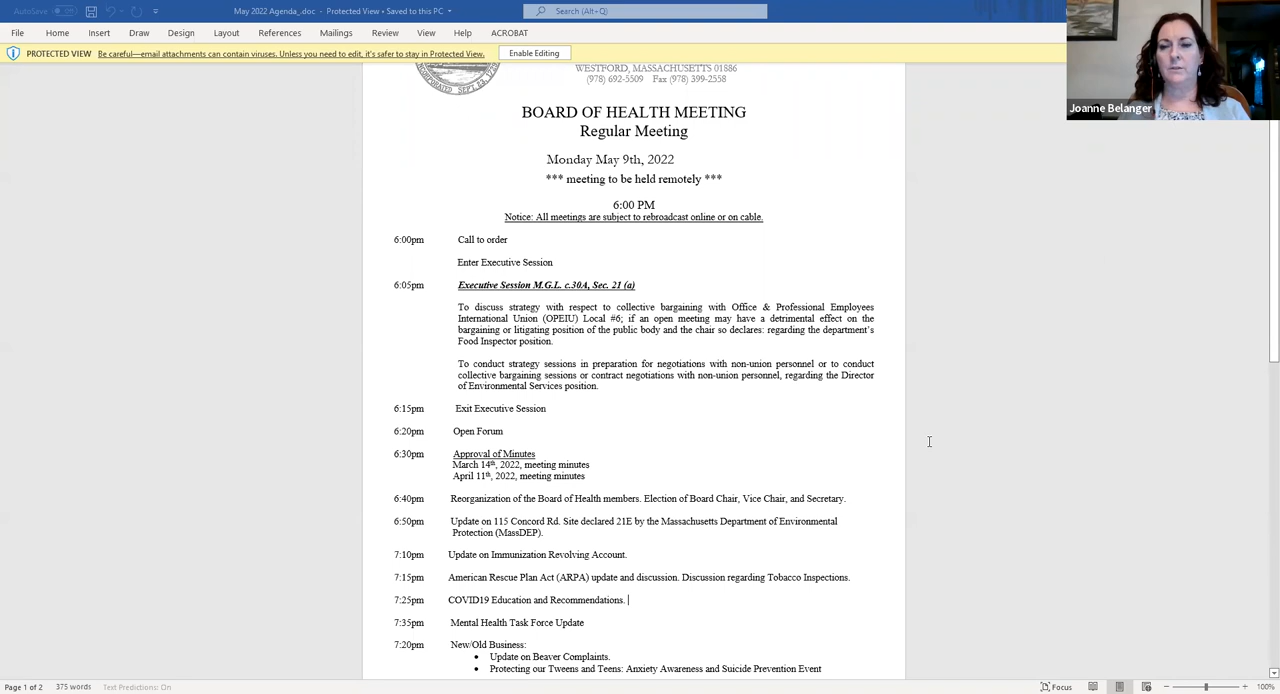 AutoSave Off
May 2022 Agenda_.doc - Protected View • Saved to this PC
Search (Alt+Q)
File Home Insert Draw Design Layout References Mailings Review View Help ACROBAT
PROTECTED VIEW Be careful—email attachments can contain viruses. Unless you need to edit, it's safer to stay in Protected View. Enable Editing
Joanne Belanger
INCORPORATED SEPT.
WESTFORD, MASSACHUSETTS 01886
(978) 692-5509 Fax (978) 399-2558
BOARD OF HEALTH MEETING
Regular Meeting
Monday May 9th, 2022
*** meeting to be held remotely ***
6:00 PM
Notice: All meetings are subject to rebroadcast online or on cable.
6:00pm Call to order
Enter Executive Session
6:05pm Executive Session M.G.L. c.30A, Sec. 21 (a)
To discuss strategy with respect to collective bargaining with Office & Professional Employees
International Union (OPEIU) Local #6; if an open meeting may have a detrimental effect on the
bargaining or litigating position of the public body and the chair so declares: regarding the department's
Food Inspector position.
To conduct strategy sessions in preparation for negotiations with non-union personnel or to conduct
collective bargaining sessions or contract negotiations with non-union personnel, regarding the Director
of Environmental Services position.
6:15pm Exit Executive Session
6:20pm Open Forum
6:30pm Approval of Minutes
March 14th, 2022, meeting minutes
April 11th, 2022, meeting minutes
6:40pm Reorganization of the Board of Health members. Election of Board Chair, Vice Chair, and Secretary.
6:50pm Update on 115 Concord Rd. Site declared 21E by the Massachusetts Department of Environmental
Protection (MassDEP).
7:10pm Update on Immunization Revolving Account.
7:15pm American Rescue Plan Act (ARPA) update and discussion. Discussion regarding Tobacco Inspections.
7:25pm COVID19 Education and Recommendations.
7:35pm Mental Health Task Force Update
7:20pm New/Old Business:
• Update on Beaver Complaints.
• Protecting our Tweens and Teens: Anxiety Awareness and Suicide Prevention Event
Page 1 of 2 375 words Text Predictions: On Focus 100%